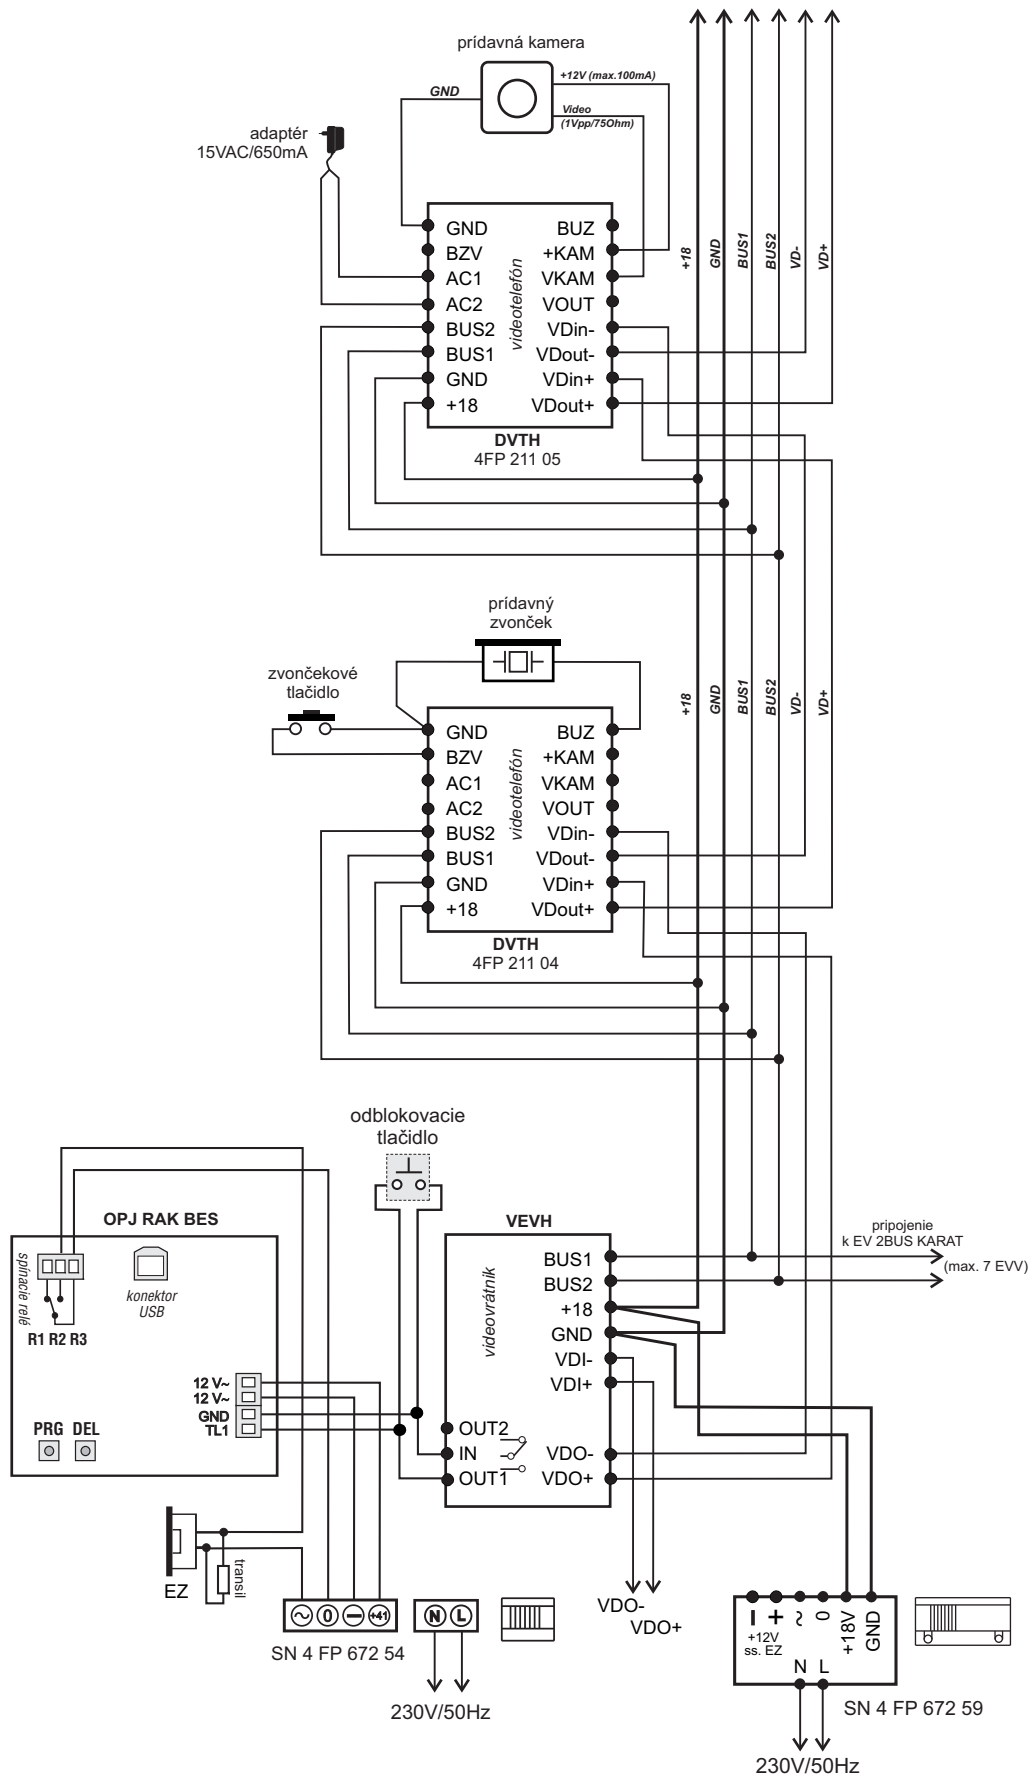 prídavná kamera
+12V (max.100mA)
GND
Video
(1Vpp/75Ohm)
adaptér
15VAC/650mA
GND
BZV
AC1
AC2
BUS2
BUS1
GND
+18
videotelefón
BUZ
+KAM
VKAM
VOUT
VDin-
VDout-
VDin+
VDout+
DVTH
4FP 211 05
+18
GND
BUS1
BUS2
VD-
VD+
prídavný
zvonček
zvončekové
tlačidlo
GND
BZV
AC1
AC2
BUS2
BUS1
GND
+18
videotelefón
BUZ
+KAM
VKAM
VOUT
VDin-
VDout-
VDin+
VDout+
DVTH
4FP 211 04
+18
GND
BUS1
BUS2
VD-
VD+
odblokovacie
tlačidlo
OPJ RAK BES
spínacie relé
R1 R2 R3
konektor
USB
12 V~
12 V~
GND
TL1
PRG DEL
VEVH
videovrátnik
BUS1
BUS2
+18
GND
VDI-
VDI+
OUT2
IN
OUT1
VDO-
VDO+
pripojenie
k EV 2BUS KARAT
(max. 7 EVV)
EZ
transil
~ 0 — +41
SN 4 FP 672 54
N L
230V/50Hz
VDO-
VDO+
– + ~ 0 +18V GND
+12V
ss. EZ
N L
SN 4 FP 672 59
230V/50Hz